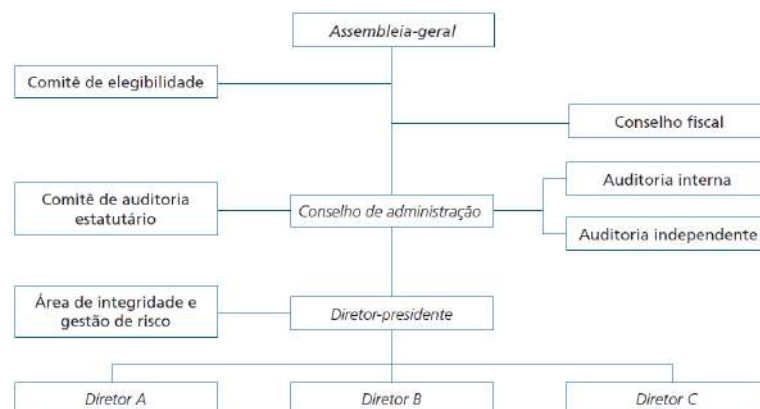 Assembleia-geral
Comitê de elegibilidade
Conselho fiscal
Comitê de auditoria
estatutário
Conselho de administração
Auditoria interna
Auditoria independente
Área de integridade e
gestão de risco
Diretor-presidente
Diretor A
Diretor B
Diretor C